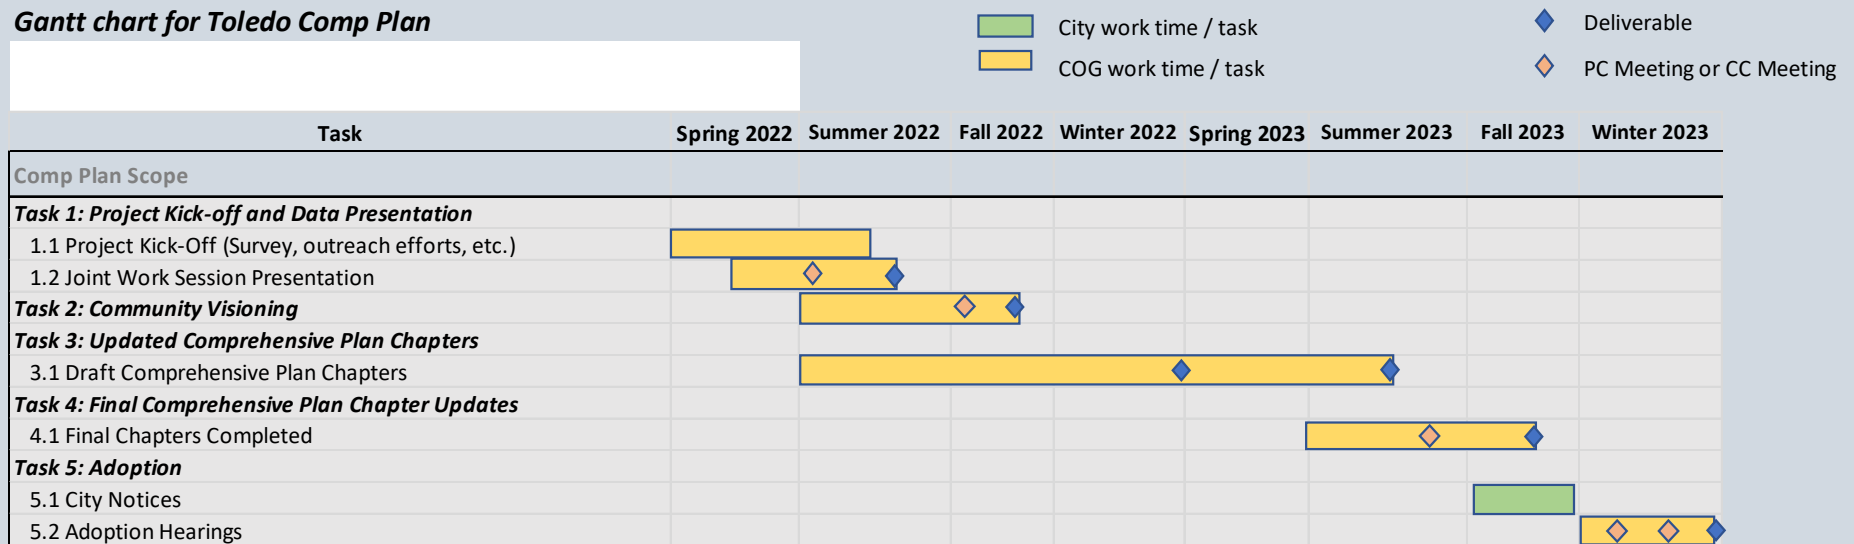 Gantt chart for Toledo Comp Plan
City work time / task
Deliverable
COG work time / task
PC Meeting or CC Meeting
Task Spring 2022 Summer 2022 Fall 2022 Winter 2022 Spring 2023 Summer 2023 Fall 2023 Winter 2023
Comp Plan Scope
Task 1: Project Kick-off and Data Presentation
1.1 Project Kick-Off (Survey, outreach efforts, etc.)
1.2 Joint Work Session Presentation
Task 2: Community Visioning
Task 3: Updated Comprehensive Plan Chapters
3.1 Draft Comprehensive Plan Chapters
Task 4: Final Comprehensive Plan Chapter Updates
4.1 Final Chapters Completed
Task 5: Adoption
5.1 City Notices
5.2 Adoption Hearings